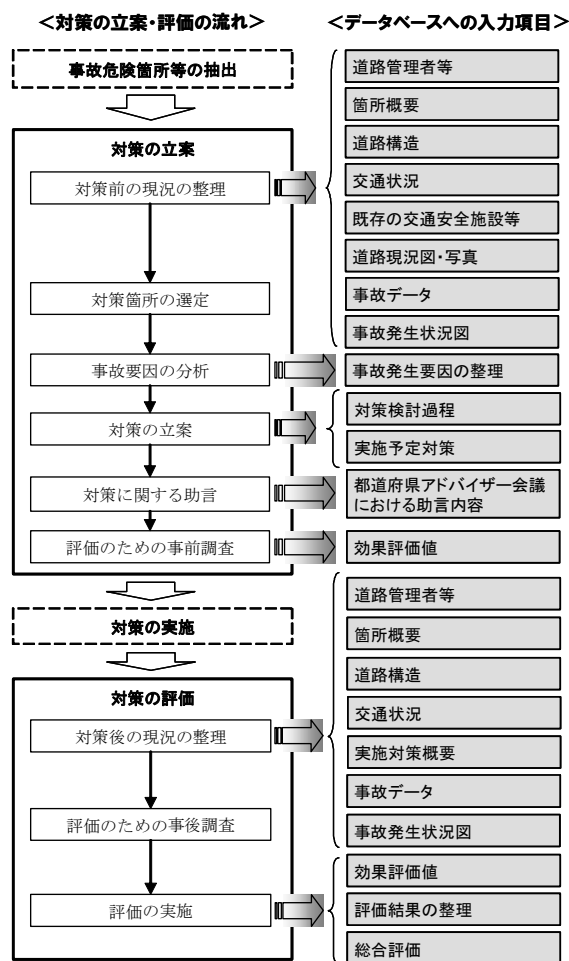 ＜対策の立案・評価の流れ＞
＜データベースへの入力項目＞
事故危険箇所等の抽出
対策の立案
対策前の現況の整理
道路管理者等
箇所概要
道路構造
交通状況
既存の交通安全施設等
道路現況図・写真
事故データ
事故発生状況図
対策箇所の選定
事故要因の分析
事故発生要因の整理
対策の立案
対策検討過程
実施予定対策
対策に関する助言
都道府県アドバイザー会議
における助言内容
評価のための事前調査
効果評価値
対策の実施
対策の評価
対策後の現況の整理
道路管理者等
箇所概要
道路構造
交通状況
実施対策概要
事故データ
事故発生状況図
評価のための事後調査
評価の実施
効果評価値
評価結果の整理
総合評価